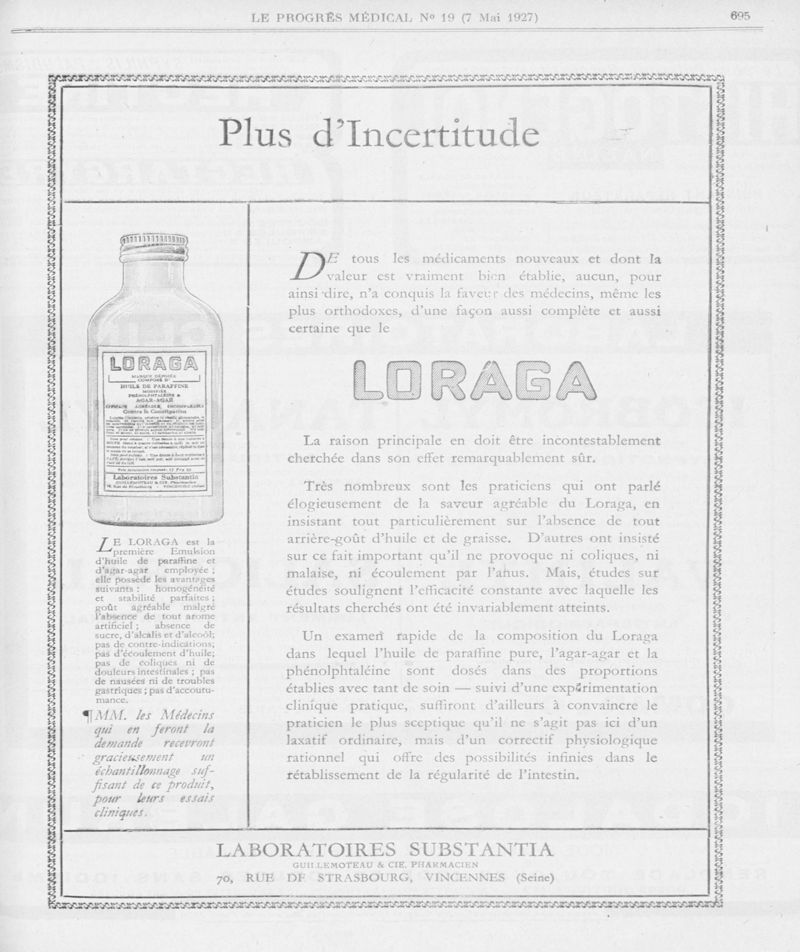 LE PROGRÈS MÉDICAL No 19 (7 Mai 1927)
695
Plus d'Incertitude
LORAGA
MARQUE DÉPOSÉE
COMPOSÉ D'
HUILE DE PARAFFINE
PHÉNOLPHTALÉINE &
AGAR-AGAR
Contre la Constipation
Laboratoires Substantia
GUILLEMOTEAU & CIE, Pharmacien
LE LORAGA est la
première Emulsion
d'huile de paraffine et
d'agar-agar employée ;
elle possède les avantages
suivants : homogénéité
et stabilité parfaites ;
goût agréable malgré
l'absence de tout arome
artificiel ; absence de
sucre, d'alcalis et d'alcool;
pas de contre-indications;
pas d'écoulement d'huile;
pas de coliques ni de
douleurs intestinales ; pas
de nausées ni de troubles
gastriques ; pas d'accoutu-
mance.
¶ MM. les Médecins
qui en feront la
demande recevront
gracieusement un
échantillonnage suf-
fisant de ce produit,
pour leurs essais
cliniques.
DE tous les médicaments nouveaux et dont la
valeur est vraiment bien établie, aucun, pour
ainsi dire, n'a conquis la faveur des médecins, même les
plus orthodoxes, d'une façon aussi complète et aussi
certaine que le
LORAGA
La raison principale en doit être incontestablement
cherchée dans son effet remarquablement sûr.
Très nombreux sont les praticiens qui ont parlé
élogieusement de la saveur agréable du Loraga, en
insistant tout particulièrement sur l'absence de tout
arrière-goût d'huile et de graisse. D'autres ont insisté
sur ce fait important qu'il ne provoque ni coliques, ni
malaise, ni écoulement par l'anus. Mais, études sur
études soulignent l'efficacité constante avec laquelle les
résultats cherchés ont été invariablement atteints.
Un examen rapide de la composition du Loraga
dans lequel l'huile de paraffine pure, l'agar-agar et la
phénolphtaléine sont dosés dans des proportions
établies avec tant de soin — suivi d'une expérimentation
clinique pratique, suffiront d'ailleurs à convaincre le
praticien le plus sceptique qu'il ne s'agit pas ici d'un
laxatif ordinaire, mais d'un correctif physiologique
rationnel qui offre des possibilités infinies dans le
rétablissement de la régularité de l'intestin.
LABORATOIRES SUBSTANTIA
GUILLEMOTEAU & CIE. PHARMACIEN
70, RUE DE STRASBOURG, VINCENNES (Seine)